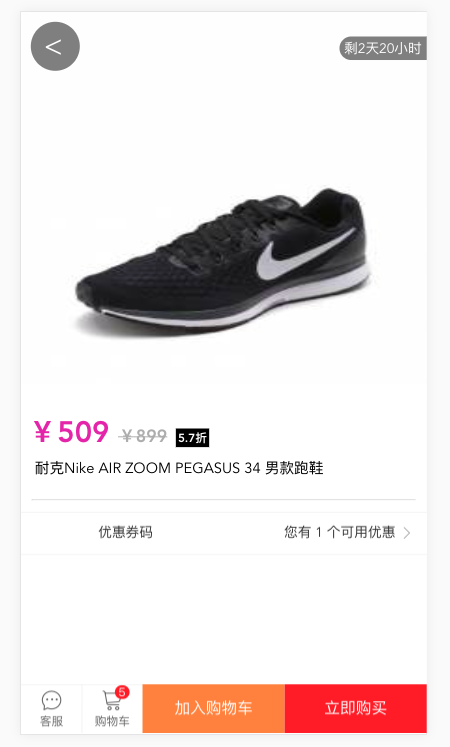 <
剩2天20小时
¥ 509 ¥ 899 5.7折
耐克Nike AIR ZOOM PEGASUS 34 男款跑鞋
优惠券码 您有 1 个可用优惠 >
5
客服 购物车 加入购物车 立即购买